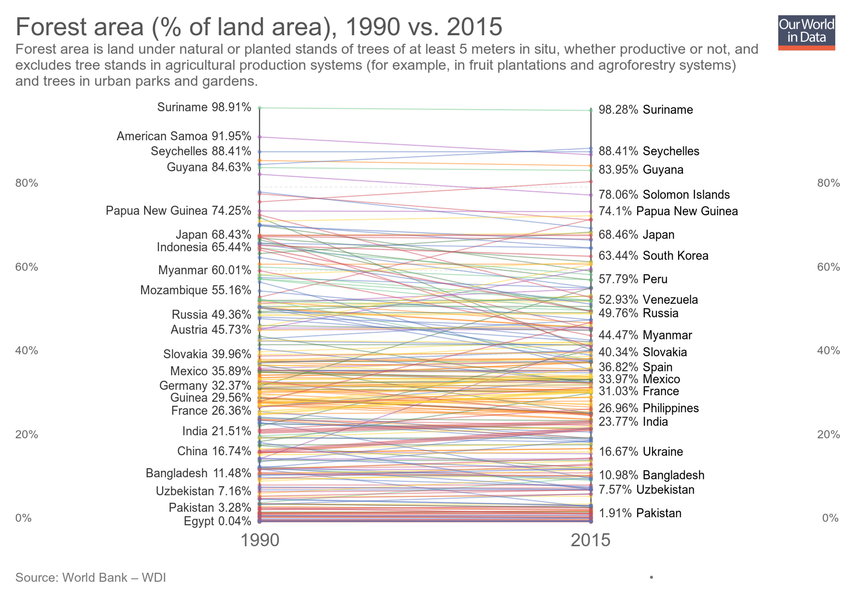 Forest area (% of land area), 1990 vs. 2015
Our World
in Data
Forest area is land under natural or planted stands of trees of at least 5 meters in situ, whether productive or not, and
excludes tree stands in agricultural production systems (for example, in fruit plantations and agroforestry systems)
and trees in urban parks and gardens.
Suriname 98.91%
98.28% Suriname
American Samoa 91.95%
Seychelles 88.41%
88.41% Seychelles
Guyana 84.63%
83.95% Guyana
80%
80%
78.06% Solomon Islands
Papua New Guinea 74.25%
74.1% Papua New Guinea
Japan 68.43%
68.46% Japan
Indonesia 65.44%
63.44% South Korea
60%
60%
Myanmar 60.01%
57.79% Peru
Mozambique 55.16%
52.93% Venezuela
Russia 49.36%
49.76% Russia
Austria 45.73%
44.47% Myanmar
40%
40%
Slovakia 39.96%
40.34% Slovakia
Mexico 35.89%
36.82% Spain
33.97% Mexico
Germany 32.37%
31.03% France
Guinea 29.56%
France 26.36%
26.96% Philippines
23.77% India
India 21.51%
20%
20%
China 16.74%
16.67% Ukraine
Bangladesh 11.48%
10.98% Bangladesh
Uzbekistan 7.16%
7.57% Uzbekistan
Pakistan 3.28%
1.91% Pakistan
Egypt 0.04%
0%
0%
1990
2015
Source: World Bank – WDI